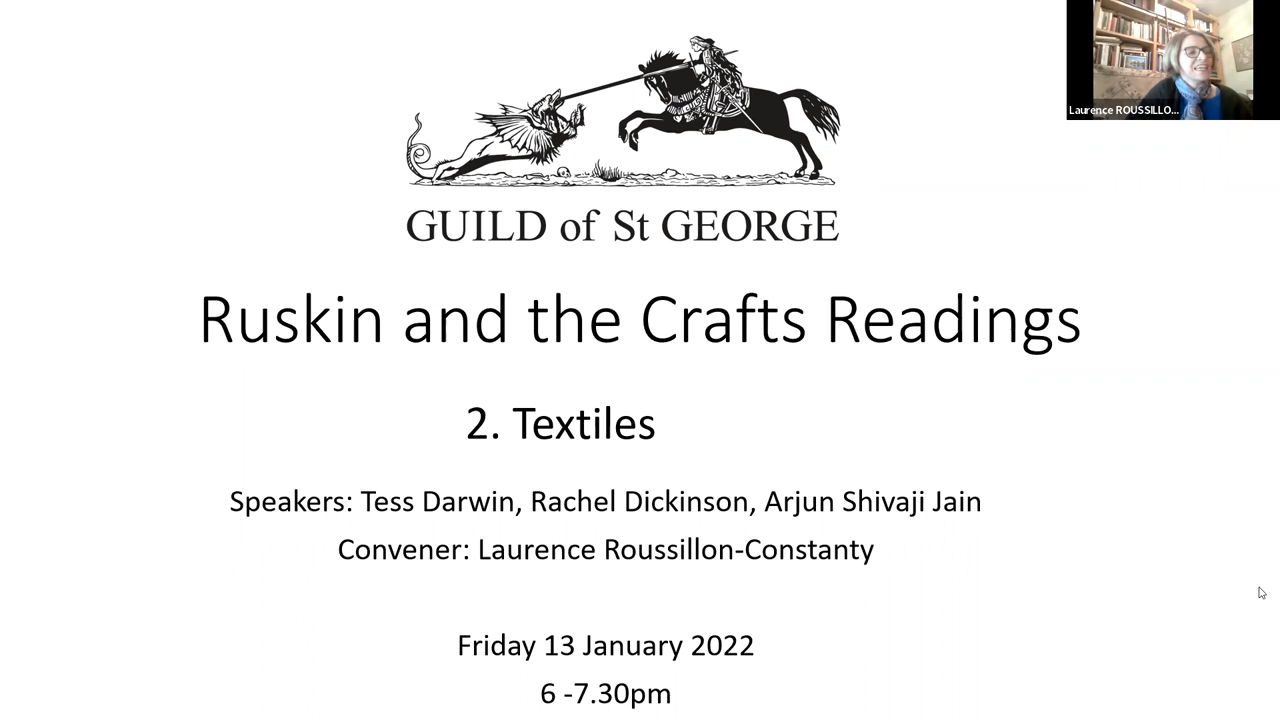 Laurence ROUSSILLO...
GUILD of St GEORGE
Ruskin and the Crafts Readings
2. Textiles
Speakers: Tess Darwin, Rachel Dickinson, Arjun Shivaji Jain
Convener: Laurence Roussillon-Constanty
Friday 13 January 2022
6 -7.30pm